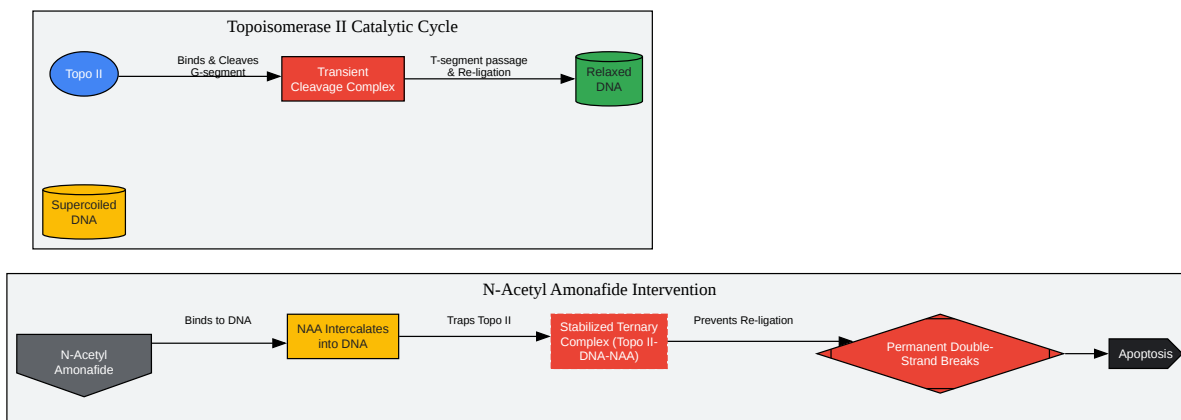 Topoisomerase II Catalytic Cycle
Topo II
Binds & Cleaves
G-segment
Transient
Cleavage Complex
T-segment passage
& Re-ligation
Relaxed
DNA
Supercoiled
DNA
N-Acetyl Amonafide Intervention
N-Acetyl
Amonafide
Binds to DNA
NAA Intercalates
into DNA
Traps Topo II
Stabilized Ternary
Complex (Topo II-
DNA-NAA)
Prevents Re-ligation
Permanent Double-
Strand Breaks
Apoptosis